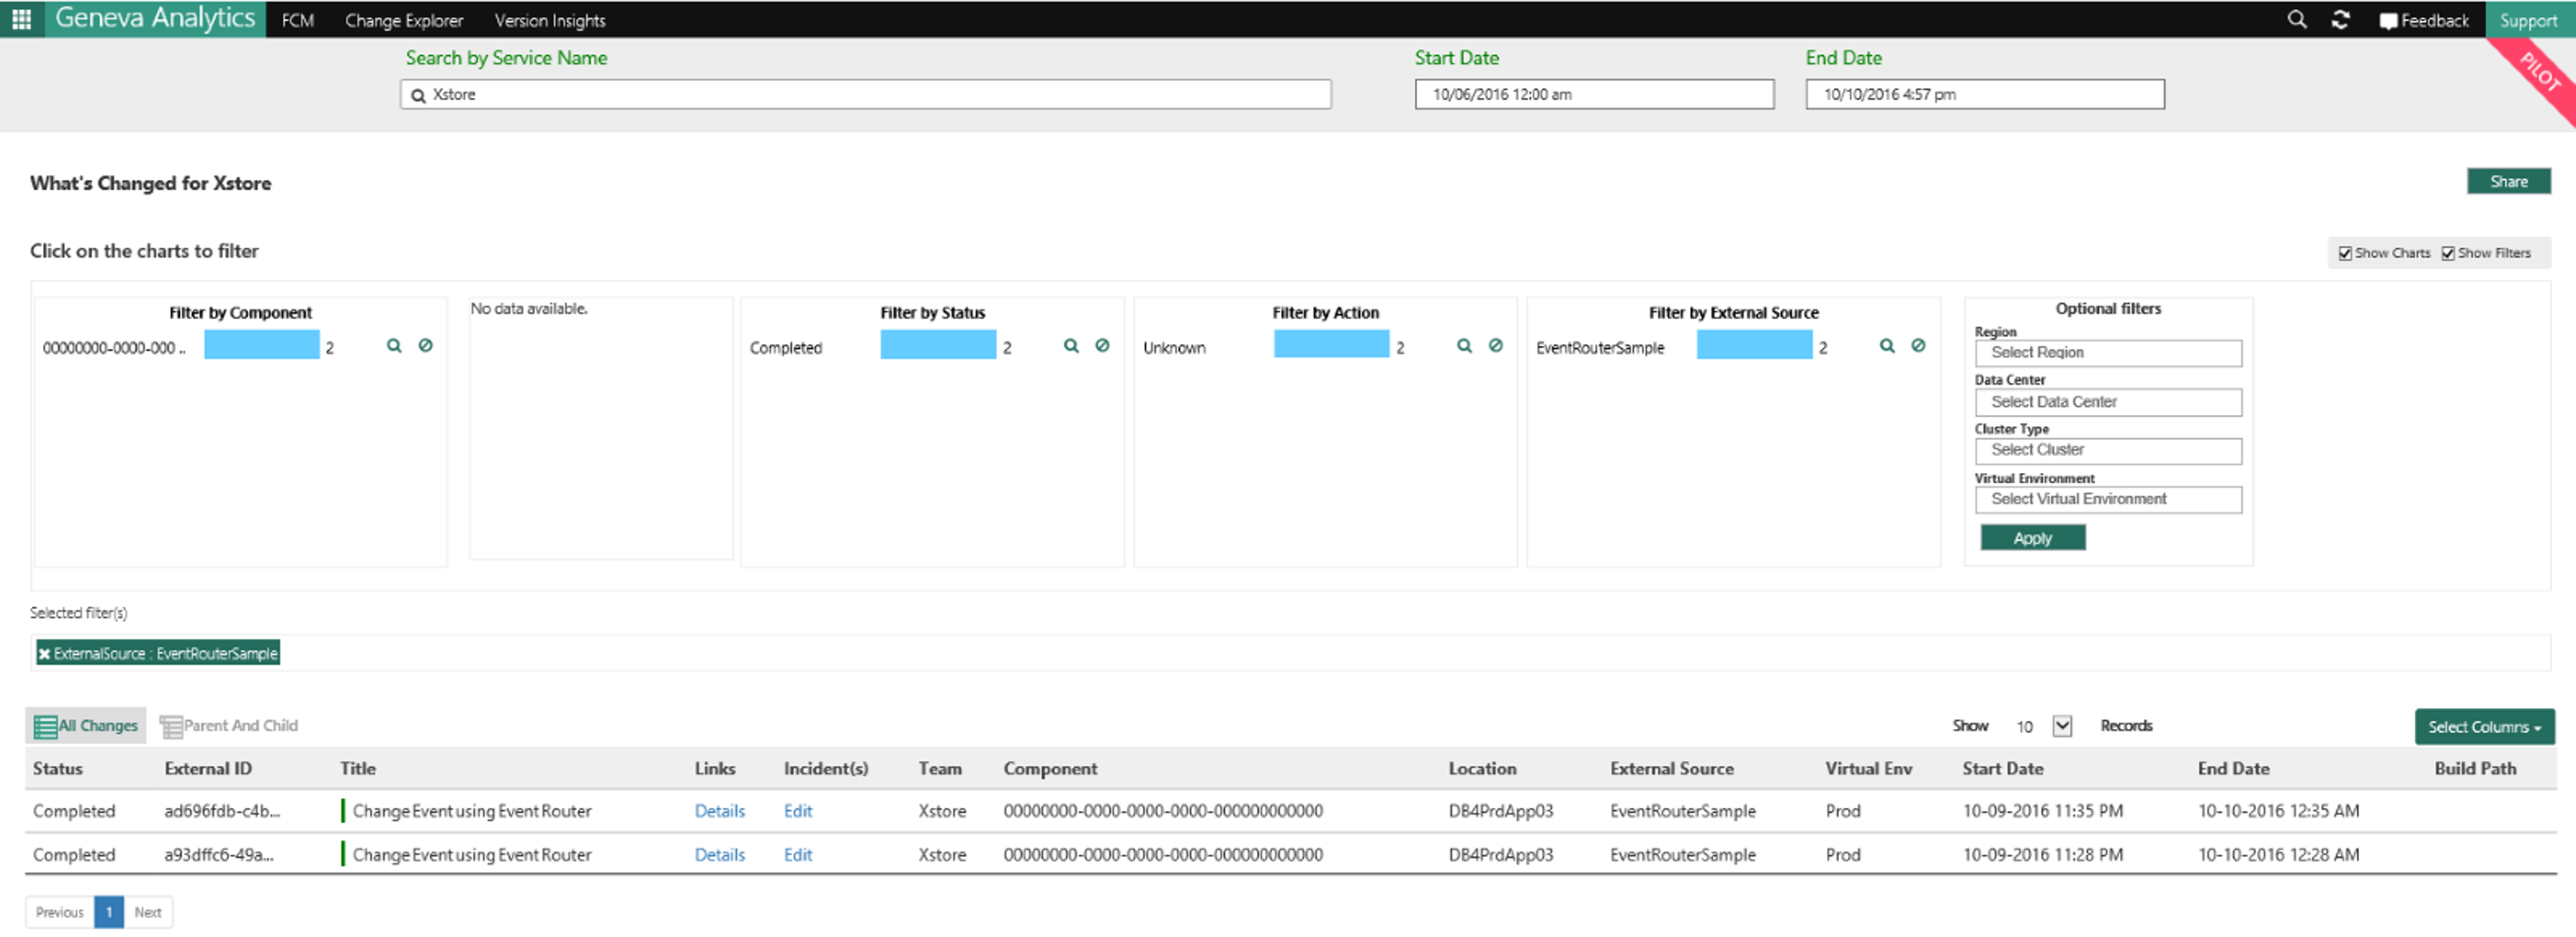 Geneva Analytics FCM Change Explorer Version Insights Feedback Support
PILOT
Search by Service Name Start Date End Date
Xstore 10/06/2016 12:00 am 10/10/2016 4:57 pm
What's Changed for Xstore Share
Click on the charts to filter Show Charts Show Filters
Filter by Component No data available. Filter by Status Filter by Action Filter by External Source Optional filters
00000000-0000-000 .. 2 Completed 2 Unknown 2 EventRouterSample 2
Region
Select Region
Data Center
Select Data Center
Cluster Type
Select Cluster
Virtual Environment
Select Virtual Environment
Apply
Selected filter(s)
ExternalSource : EventRouterSample
All Changes Parent And Child Show 10 Records Select Columns
Status External ID Title Links Incident(s) Team Component Location External Source Virtual Env Start Date End Date Build Path
Completed ad696fdb-c4b... Change Event using Event Router Details Edit Xstore 00000000-0000-0000-0000-000000000000 DB4PrdApp03 EventRouterSample Prod 10-09-2016 11:35 PM 10-10-2016 12:35 AM
Completed a93dffc6-49a... Change Event using Event Router Details Edit Xstore 00000000-0000-0000-0000-000000000000 DB4PrdApp03 EventRouterSample Prod 10-09-2016 11:28 PM 10-10-2016 12:28 AM
Previous 1 Next